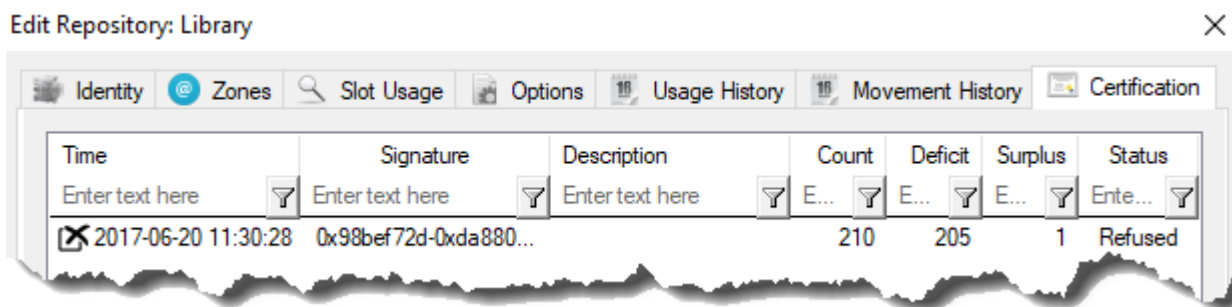 Edit Repository: Library
Identity @ Zones Slot Usage Options 16 Usage History 16 Movement History Certification
Time Signature Description Count Deficit Surplus Status
Enter text here Enter text here Enter text here E... E... E... Ente...
2017-06-20 11:30:28 0x98bef72d-0xda880... 210 205 1 Refused